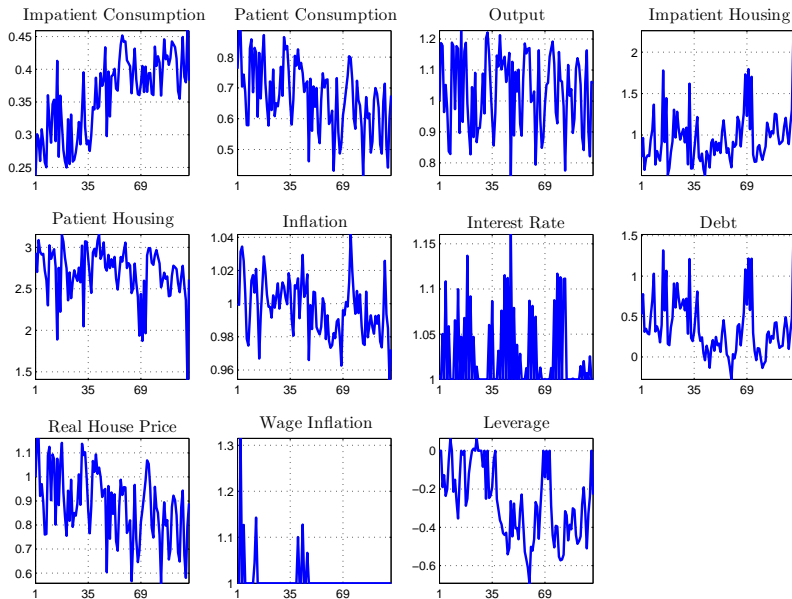 Impatient Consumption
0.45
0.4
0.35
0.3
0.25
1 35 69
Patient Consumption
0.8
0.7
0.6
0.5
1 35 69
Output
1.2
1.1
1
0.9
0.8
1 35 69
Impatient Housing
2
1.5
1
1 35 69
Patient Housing
3
2.5
2
1.5
1 35 69
Inflation
1.04
1.02
1
0.98
0.96
1 35 69
Interest Rate
1.15
1.1
1.05
1
1 35 69
Debt
1.5
1
0.5
0
1 35 69
Real House Price
1.1
1
0.9
0.8
0.7
0.6
1 35 69
Wage Inflation
1.3
1.2
1.1
1
1 35 69
Leverage
0
−0.2
−0.4
−0.6
1 35 69